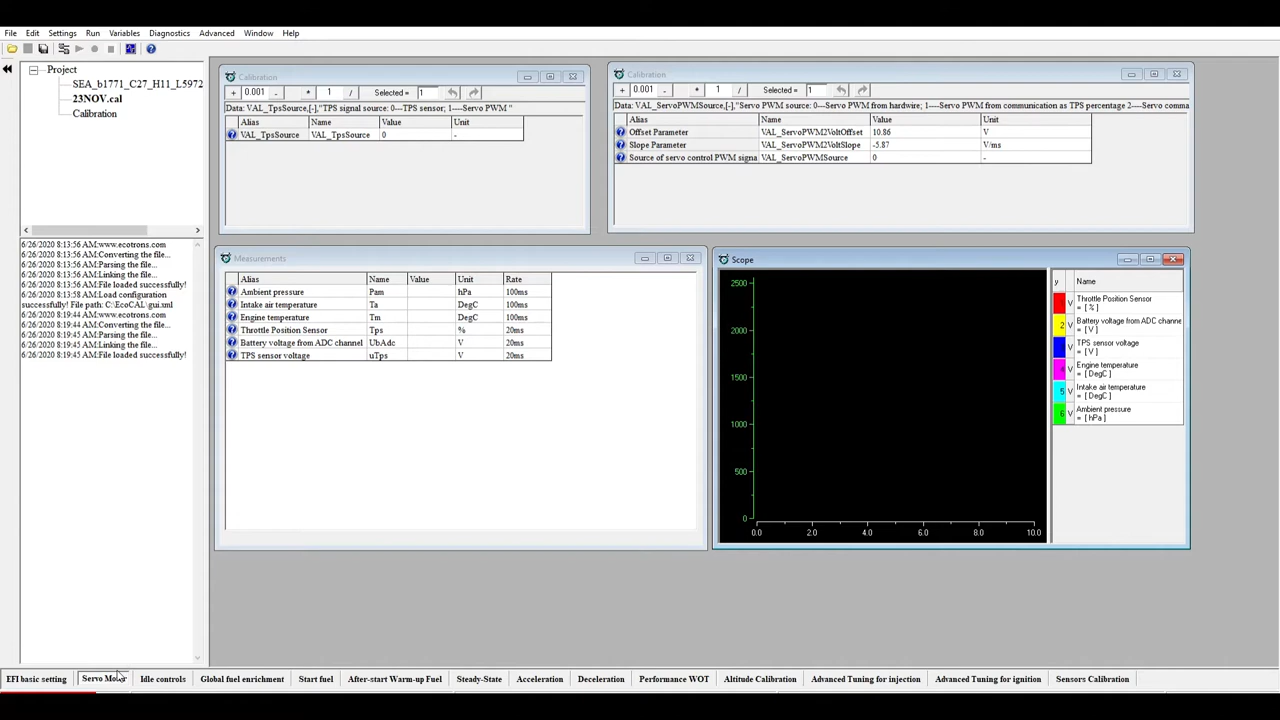 File Edit Settings Run Variables Diagnostics Advanced Window Help
Project
SEA_b1771_C27_H11_L5972
23NOV.cal
Calibration
6/26/2020 8:13:56 AM:www.ecotrons.com
6/26/2020 8:13:56 AM:Converting the file...
6/26/2020 8:13:56 AM:Parsing the file...
6/26/2020 8:13:56 AM:Linking the file...
6/26/2020 8:13:56 AM:File loaded successfully!
6/26/2020 8:13:58 AM:Load configuration
successfully! File path: C:\EcoCAL\gui.xml
6/26/2020 8:19:44 AM:www.ecotrons.com
6/26/2020 8:19:44 AM:Converting the file...
6/26/2020 8:19:45 AM:Parsing the file...
6/26/2020 8:19:45 AM:Linking the file...
6/26/2020 8:19:45 AM:File loaded successfully!
Calibration
+ 0.001 - * 1 / Selected = 1
Data: VAL_TpsSource,[-],"TPS signal source: 0---TPS sensor; 1----Servo PWM "
Alias Name Value Unit
VAL_TpsSource VAL_TpsSource 0 -
Calibration
+ 0.001 - * 1 / Selected = 1
Data: VAL_ServoPWMSource,[-],"Servo PWM source: 0---Servo PWM from hardwire; 1----Servo PWM from communication as TPS percentage 2----Servo comma
Alias Name Value Unit
Offset Parameter VAL_ServoPWM2VoltOffset 10.86 V
Slope Parameter VAL_ServoPWM2VoltSlope -5.87 V/ms
Source of servo control PWM signa VAL_ServoPWMSource 0 -
Measurements
Alias Name Value Unit Rate
Ambient pressure Pam hPa 100ms
Intake air temperature Ta DegC 100ms
Engine temperature Tm DegC 100ms
Throttle Position Sensor Tps % 20ms
Battery voltage from ADC channel UbAdc V 20ms
TPS sensor voltage uTps V 20ms
Scope
2500
2000
1500
1000
500
0
0.0 2.0 4.0 6.0 8.0 10.0
y Name
V Throttle Position Sensor
= [ % ]
2 V Battery voltage from ADC channe
= [ V ]
V TPS sensor voltage
= [ V ]
V Engine temperature
= [ DegC ]
5 V Intake air temperature
= [ DegC ]
6 V Ambient pressure
= [ hPa ]
EFI basic setting Servo Motor Idle controls Global fuel enrichment Start fuel After-start Warm-up Fuel Steady-State Acceleration Deceleration Performance WOT Altitude Calibration Advanced Tuning for injection Advanced Tuning for ignition Sensors Calibration